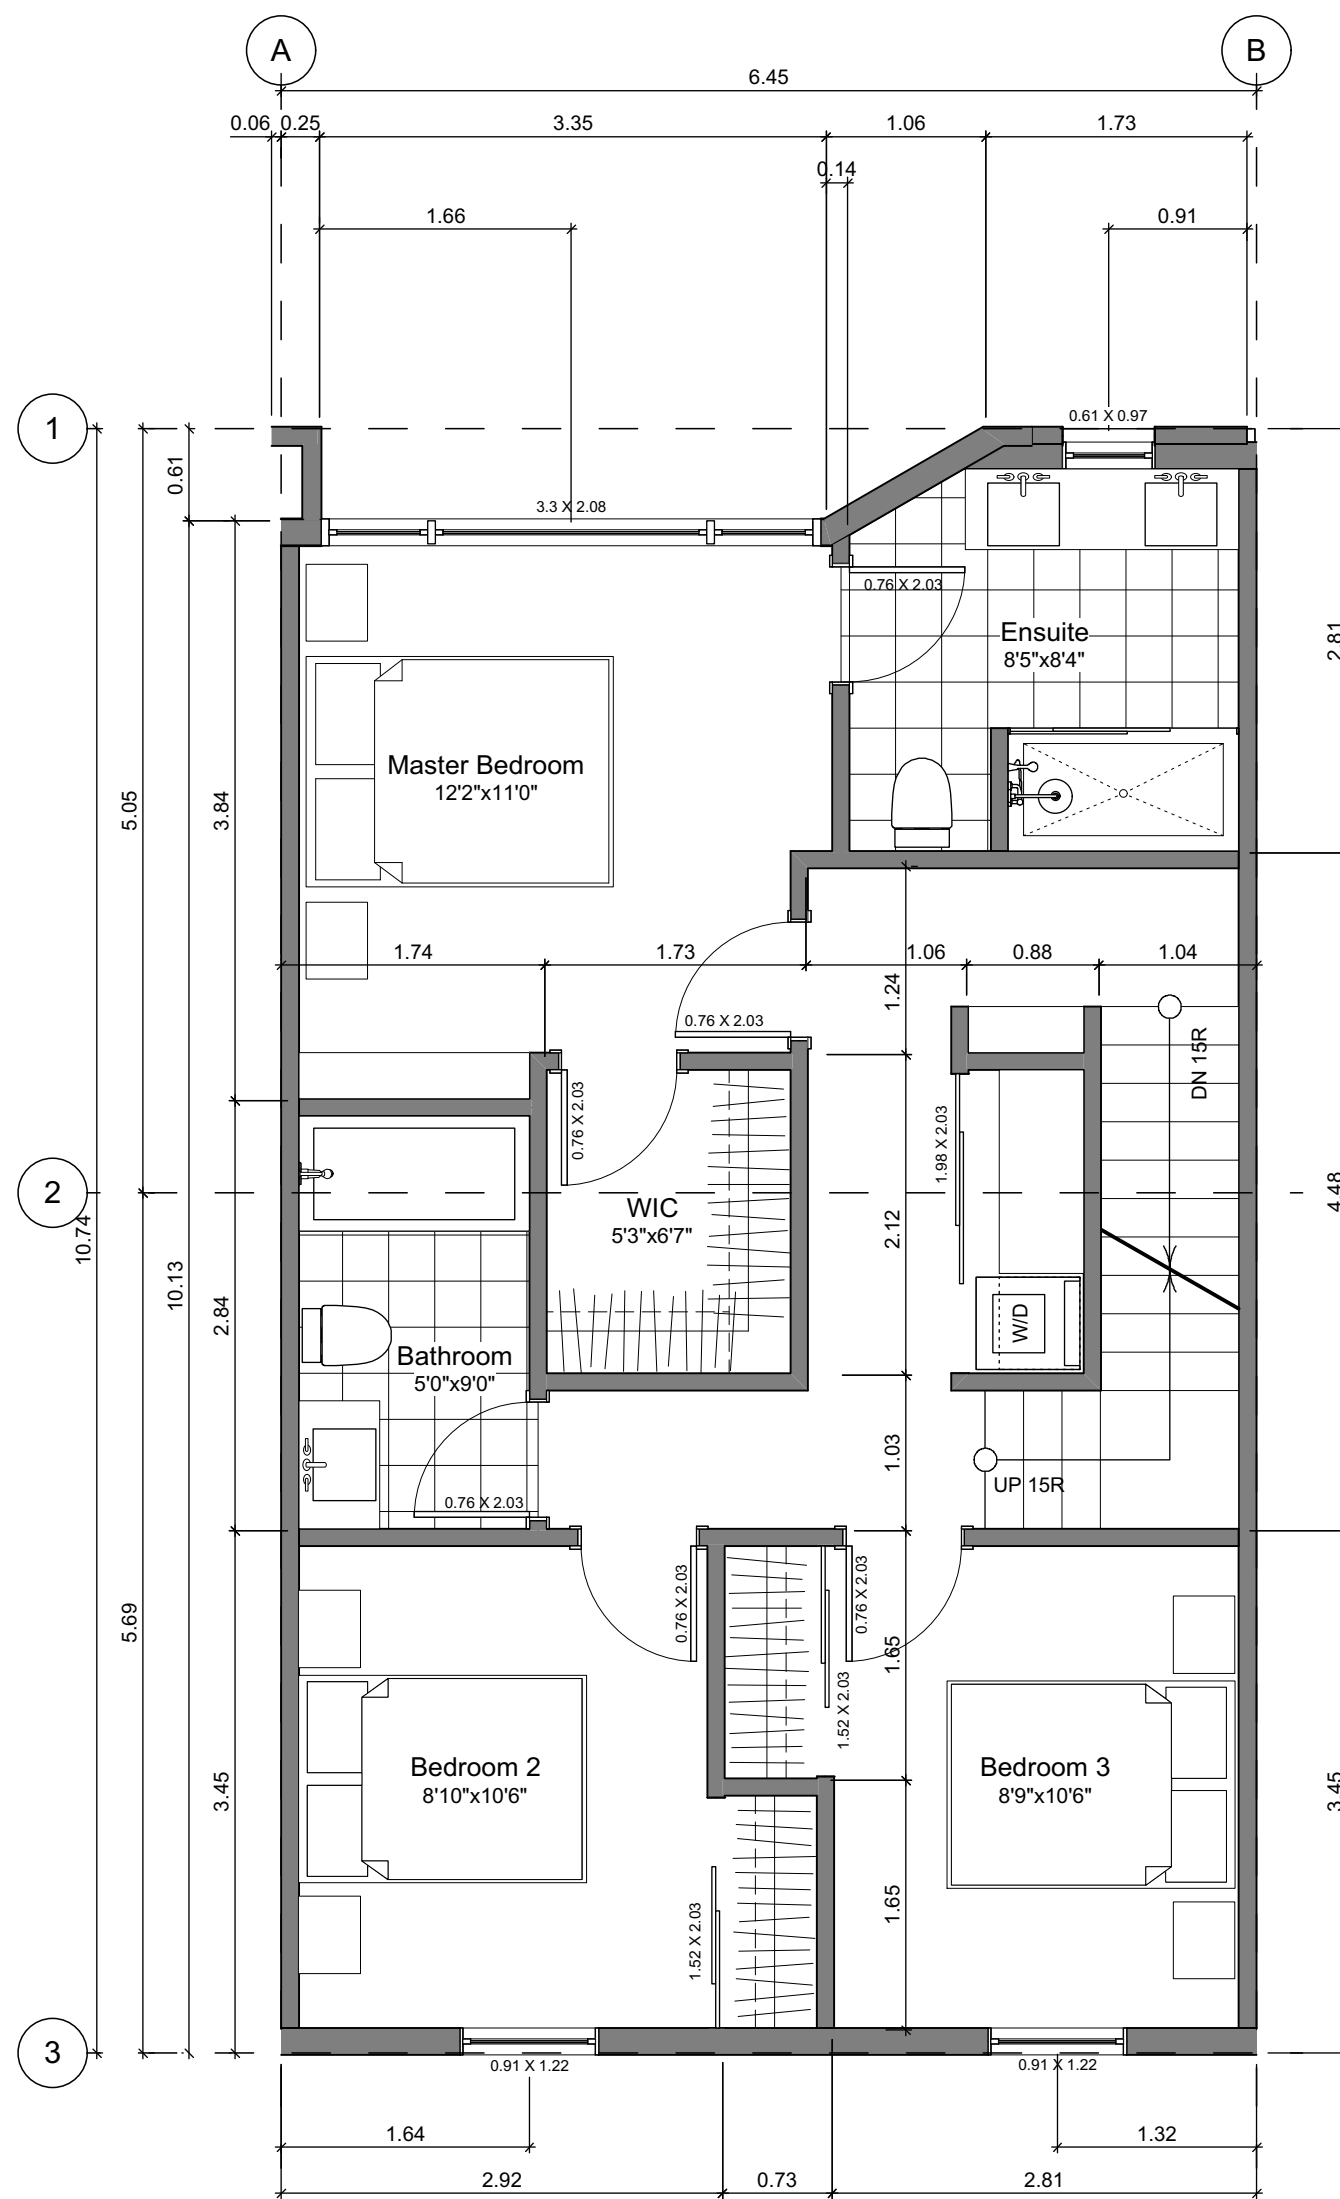 A
B
6.45
0.06
0.25
3.35
1.06
1.73
0.14
1.66
0.91
1
0.61 X 0.97
0.61
3.3 X 2.08
0.76 X 2.03
Ensuite
8'5"x8'4"
2.81
Master Bedroom
12'2"x11'0"
5.05
3.84
1.74
1.73
1.06
0.88
1.04
1.24
0.76 X 2.03
DN 15R
0.76 X 2.03
1.98 X 2.03
2
WIC
5'3"x6'7"
4.48
10.74
2.12
10.13
2.84
W/D
Bathroom
5'0"x9'0"
1.03
UP 15R
0.76 X 2.03
0.76 X 2.03
0.76 X 2.03
5.69
1.65
1.52 X 2.03
Bedroom 2
8'10"x10'6"
Bedroom 3
8'9"x10'6"
3.45
3.45
1.65
1.52 X 2.03
3
0.91 X 1.22
0.91 X 1.22
1.64
1.32
2.92
0.73
2.81